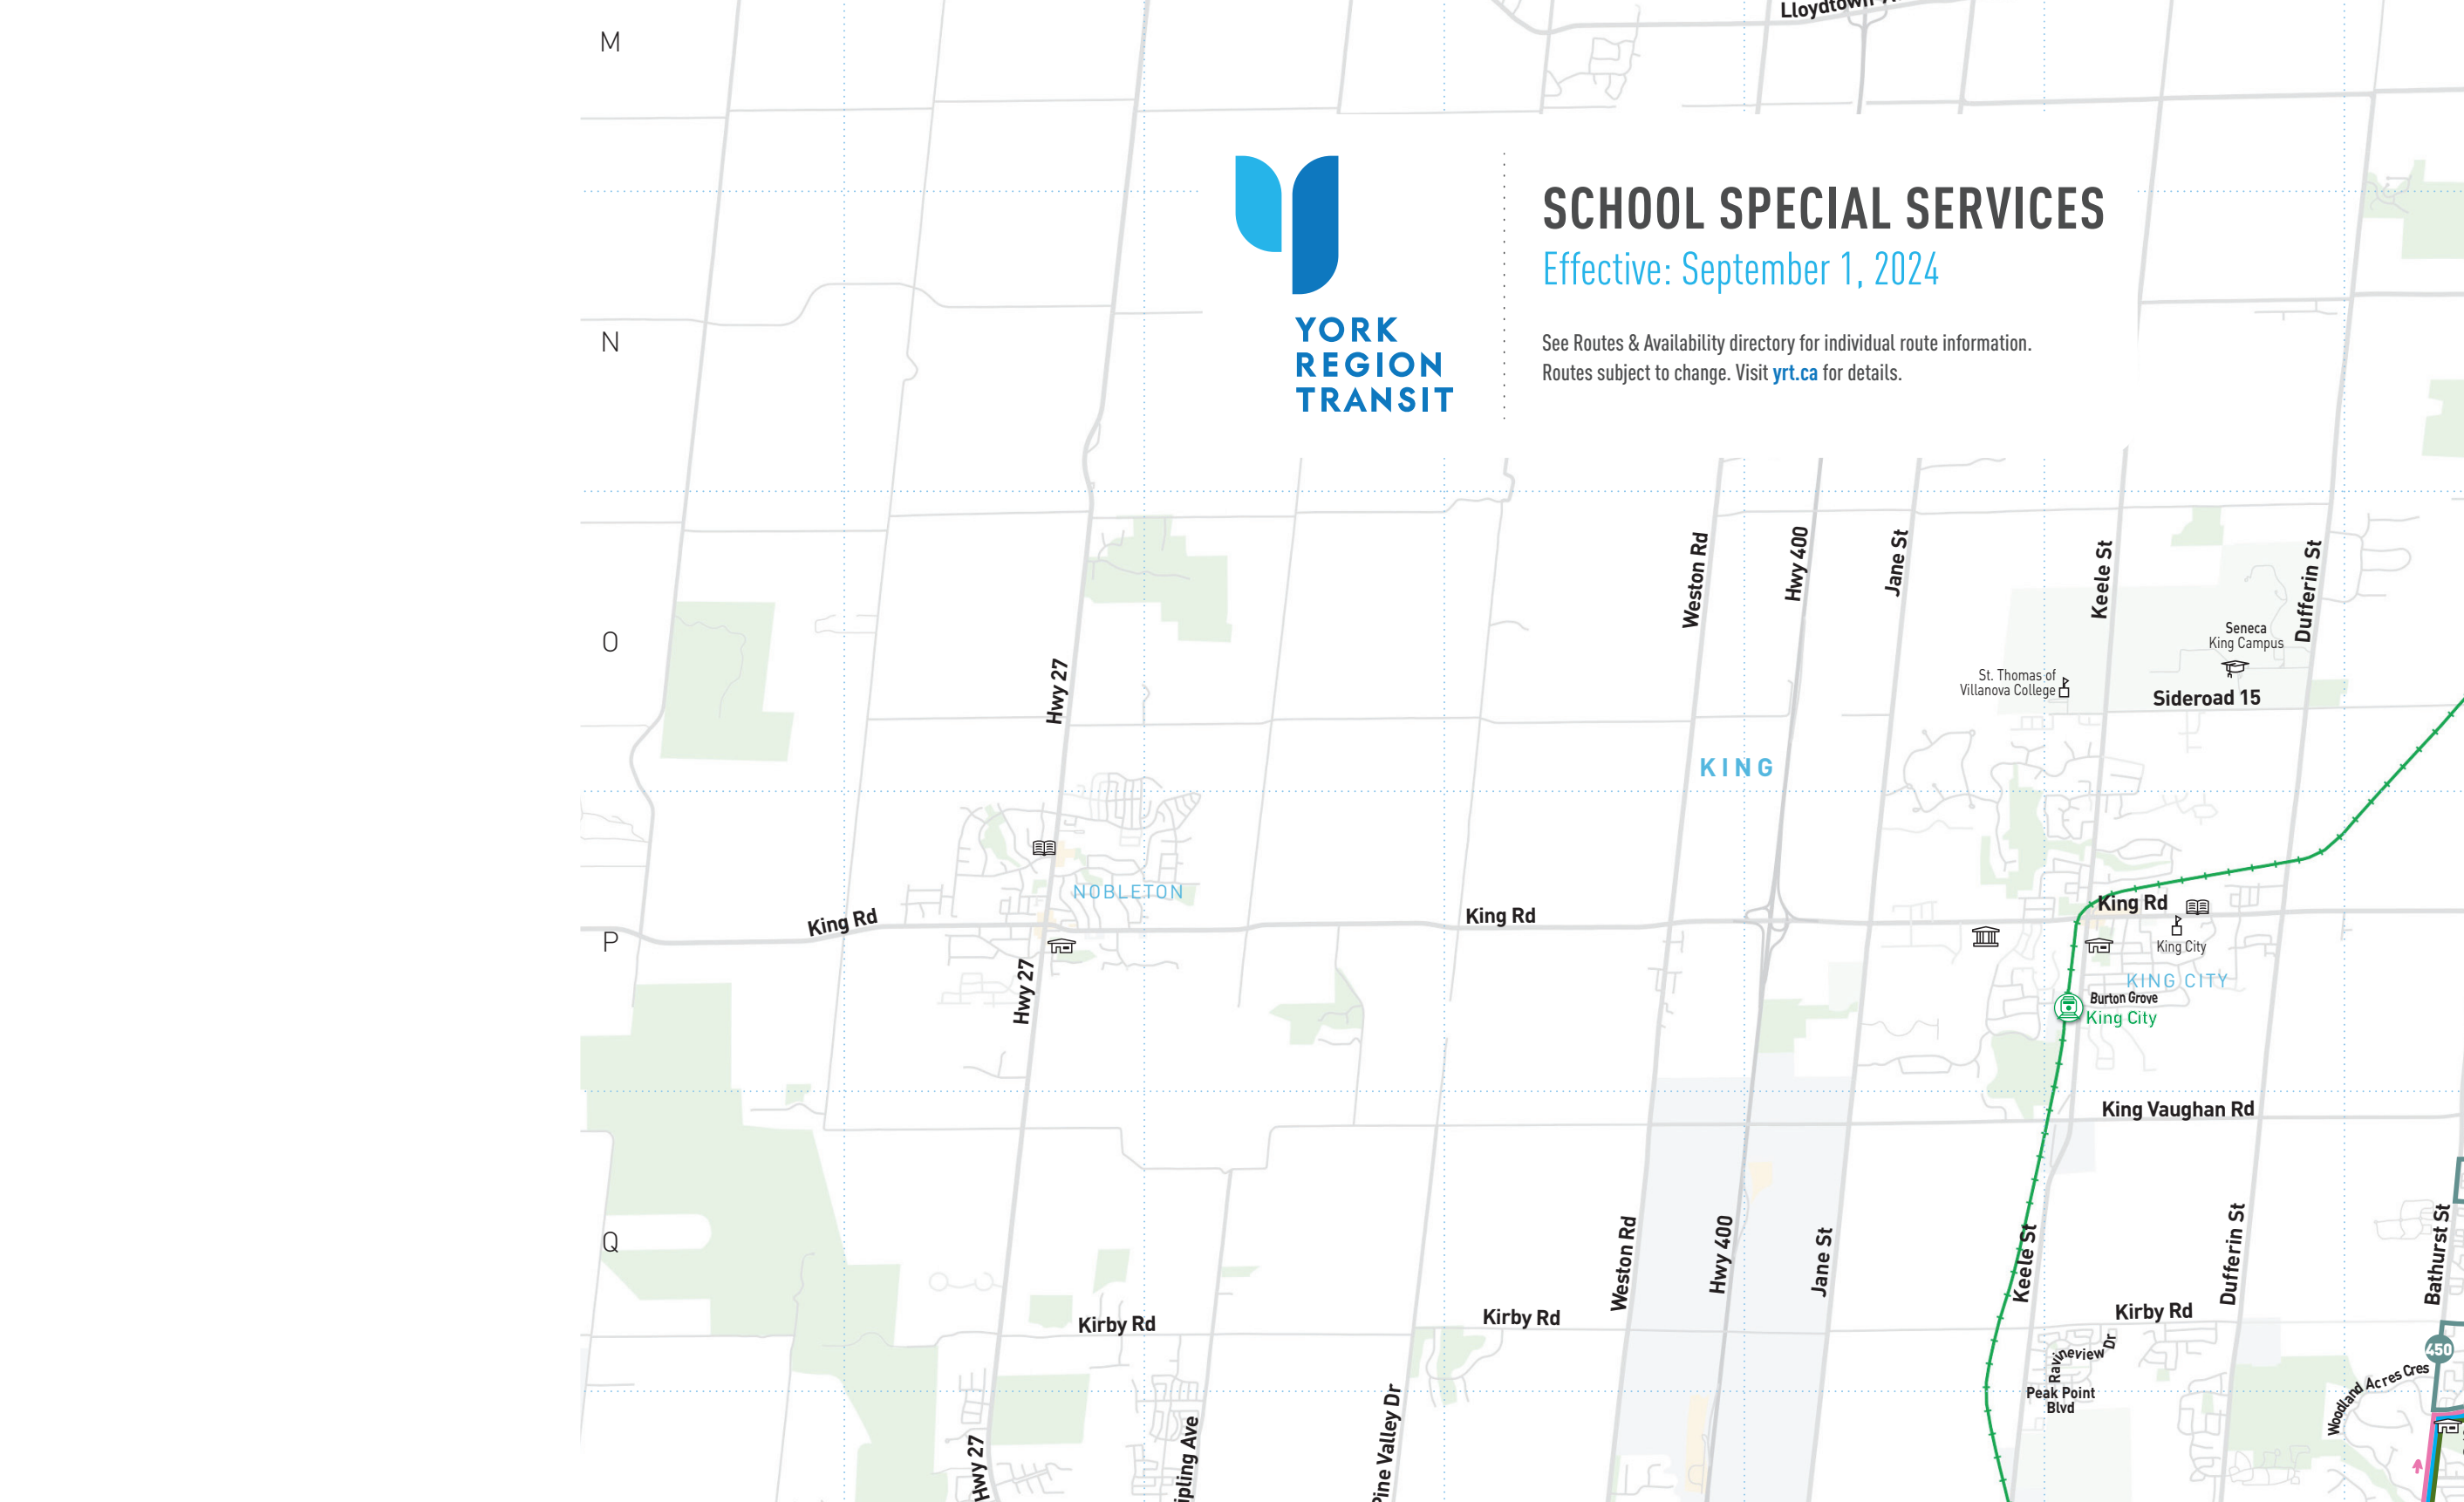 M
Lloydtown
YORK
REGION
TRANSIT
SCHOOL SPECIAL SERVICES
Effective: September 1, 2024
See Routes & Availability directory for individual route information.
Routes subject to change. Visit yrt.ca for details.
N
O
Weston Rd
Hwy 400
Jane St
Keele St
Dufferin St
Seneca
King Campus
St. Thomas of
Villanova College
Sideroad 15
Hwy 27
KING
NOBLETON
King Rd
King Rd
King Rd
P
King City
KING CITY
Burton Grove
King City
Hwy 27
King Vaughan Rd
Q
Weston Rd
Hwy 400
Jane St
Keele St
Dufferin St
Bathurst St
Kirby Rd
Kirby Rd
Kirby Rd
450
Ravineview Dr
Peak Point
Blvd
Woodland Acres Cres
Hwy 27
Pine Valley Dr